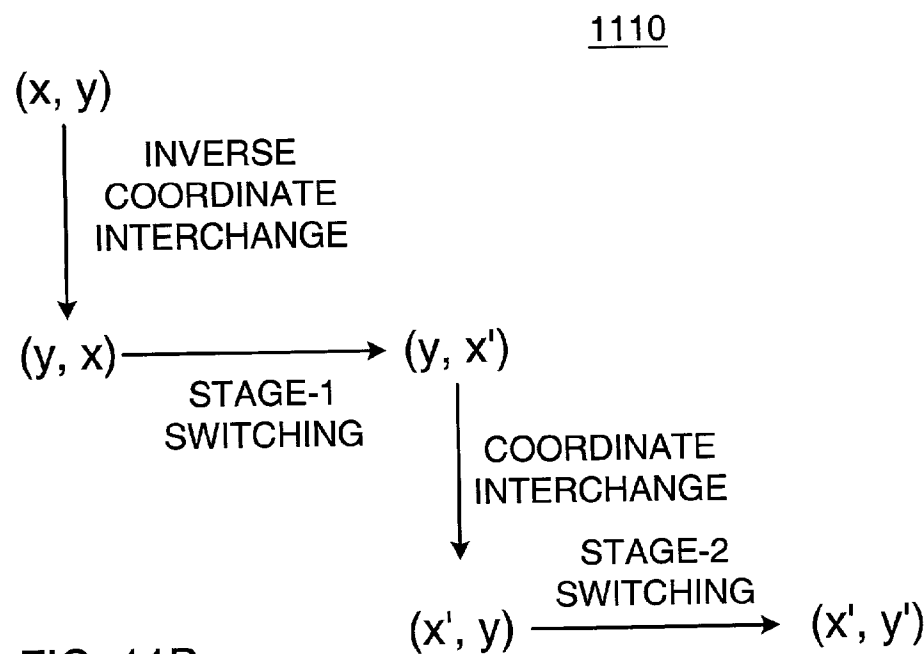 1110
(x, y)
INVERSE
COORDINATE
INTERCHANGE
(y, x)
(y, x')
STAGE-1
SWITCHING
COORDINATE
INTERCHANGE
STAGE-2
SWITCHING
(x', y)
(x', y')